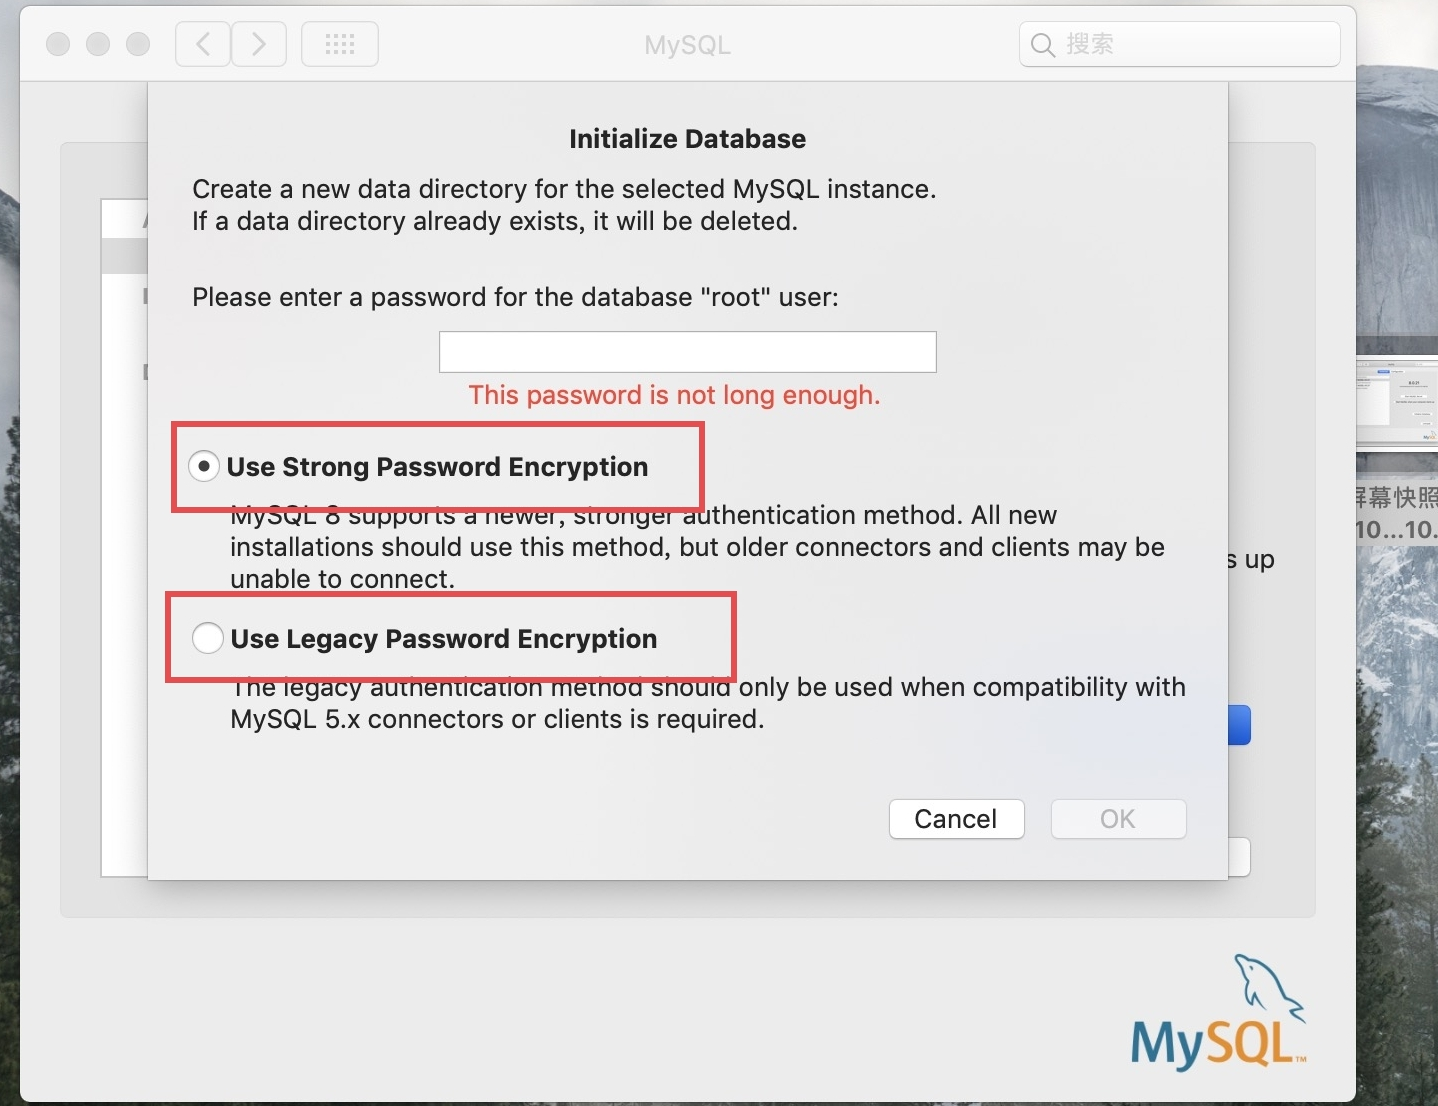 MySQL
搜索
Initialize Database
Create a new data directory for the selected MySQL instance.
If a data directory already exists, it will be deleted.
Please enter a password for the database "root" user:
This password is not long enough.
Use Strong Password Encryption
MySQL 8 supports a newer, stronger authentication method. All new
installations should use this method, but older connectors and clients may be
unable to connect.
s up
Use Legacy Password Encryption
The legacy authentication method should only be used when compatibility with
MySQL 5.x connectors or clients is required.
Cancel
OK
屏幕快照
10...10.
MySQL™